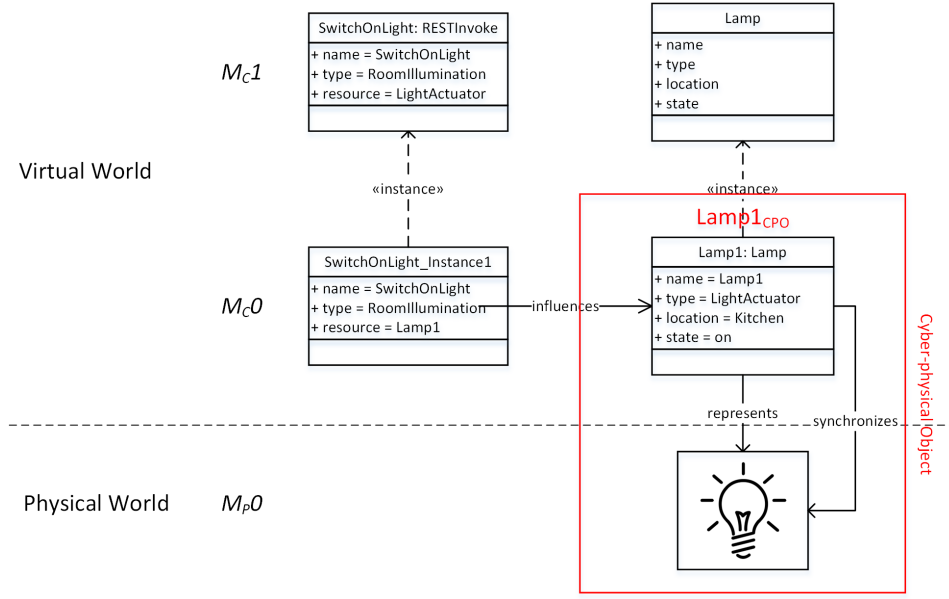 SwitchOnLight: RESTInvoke
+ name = SwitchOnLight
+ type = RoomIllumination
+ resource = LightActuator
Lamp
+ name
+ type
+ location
+ state
MC1
Virtual World
«instance»
«instance»
Lamp1CPO
SwitchOnLight_Instance1
+ name = SwitchOnLight
+ type = RoomIllumination
+ resource = Lamp1
influences
Lamp1: Lamp
+ name = Lamp1
+ type = LightActuator
+ location = Kitchen
+ state = on
MC0
Cyber-physical Object
represents
synchronizes
Physical World
MP0